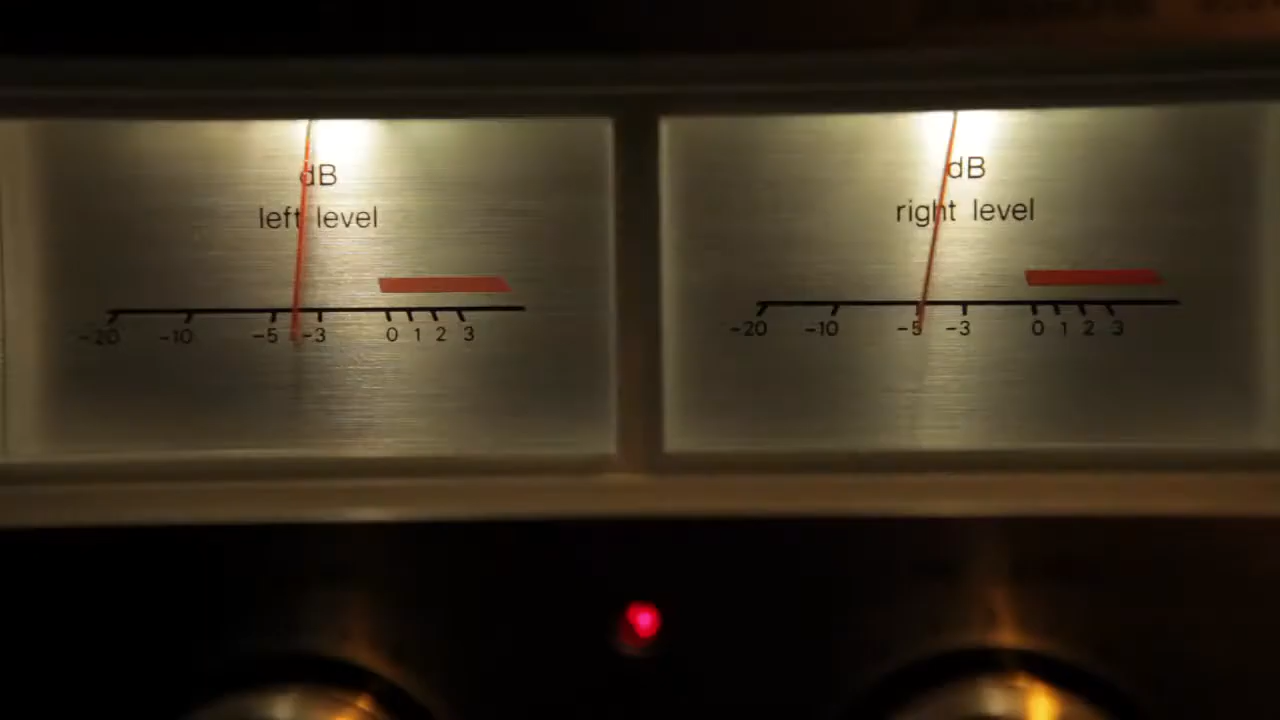 dB
left level
-20 -10 -5 -3 0 1 2 3
dB
right level
-20 -10 -5 -3 0 1 2 3